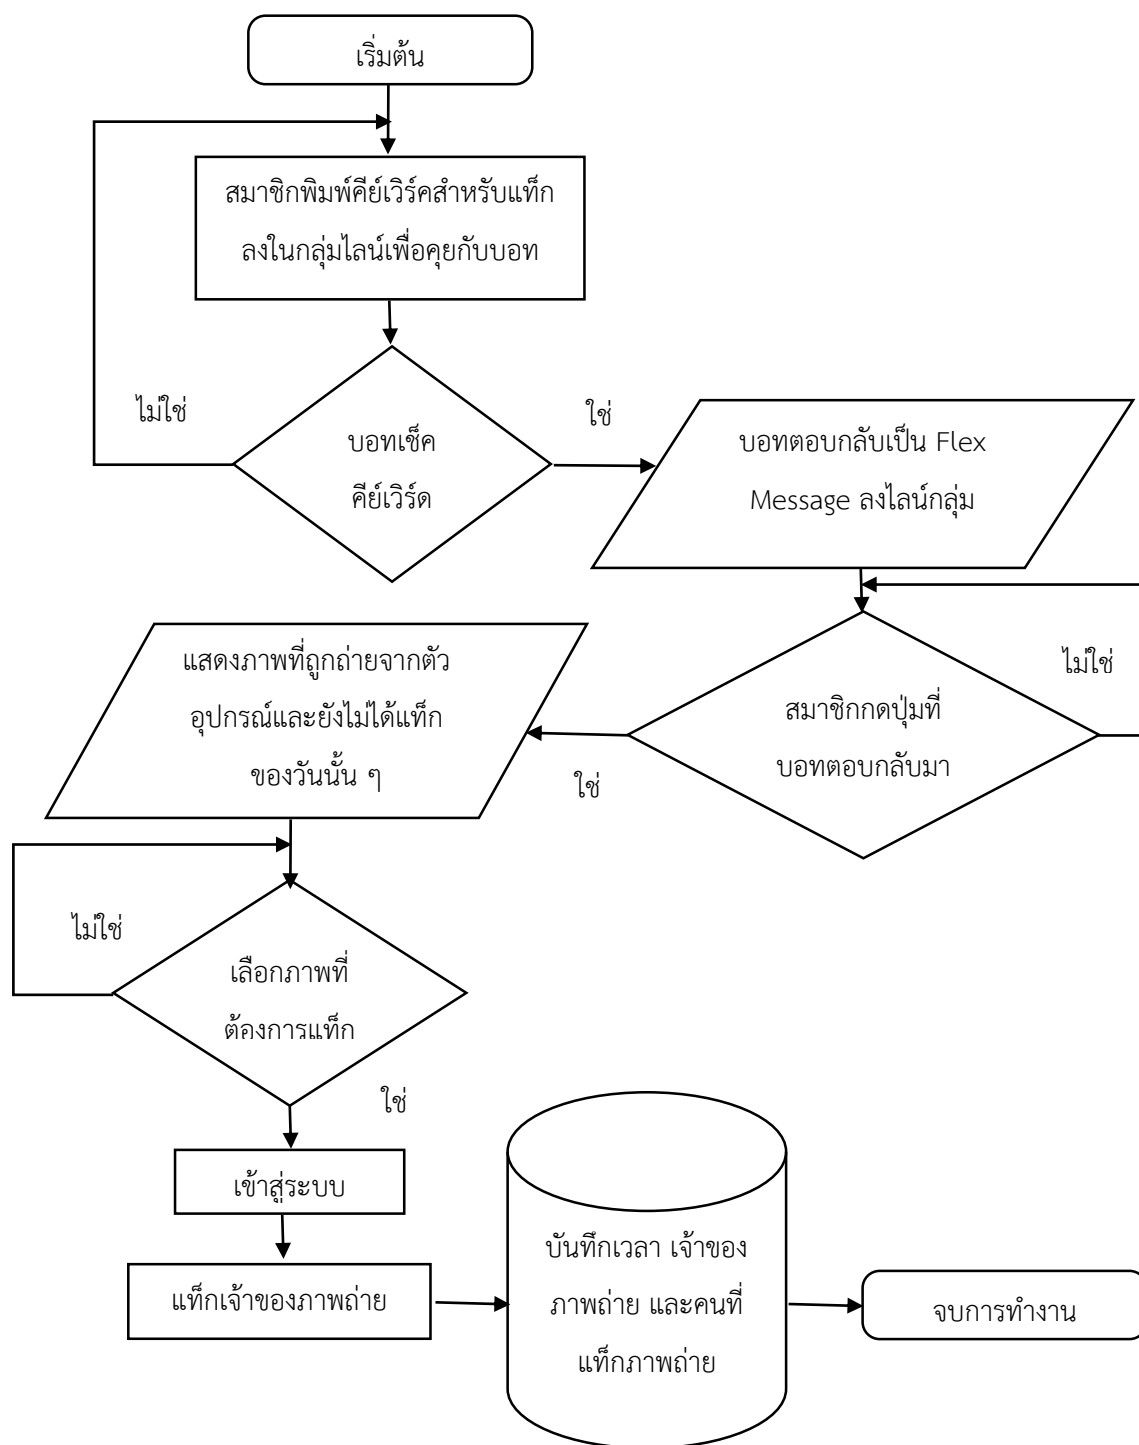 เริ่มต้น
สมาชิกพิมพ์คีย์เวิร์คสำหรับแท็ก
ลงในกลุ่มไลน์เพื่อคุยกับบอท
ไม่ใช่
ใช่
บอทเช็ค
คีย์เวิร์ด
บอทตอบกลับเป็น Flex
Message ลงไลน์กลุ่ม
ไม่ใช่
สมาชิกกดปุ่มที่
บอทตอบกลับมา
ใช่
แสดงภาพที่ถูกถ่ายจากตัว
อุปกรณ์และยังไม่ได้แท็ก
ของวันนั้น ๆ
ไม่ใช่
เลือกภาพที่
ต้องการแท็ก
ใช่
เข้าสู่ระบบ
แท็กเจ้าของภาพถ่าย
บันทึกเวลา เจ้าของ
ภาพถ่าย และคนที่
แท็กภาพถ่าย
จบการทำงาน